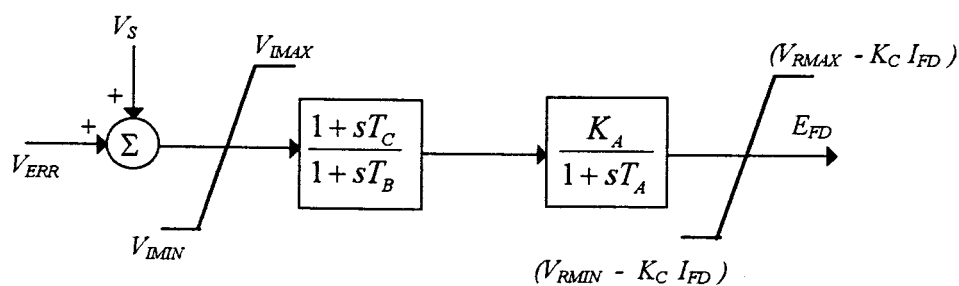 V_S
+
+
Σ
V_ERR
V_IMAX
V_IMIN
1 + sT_C
1 + sT_B
K_A
1 + sT_A
(V_RMAX - K_C I_FD )
E_FD
(V_RMIN - K_C I_FD )